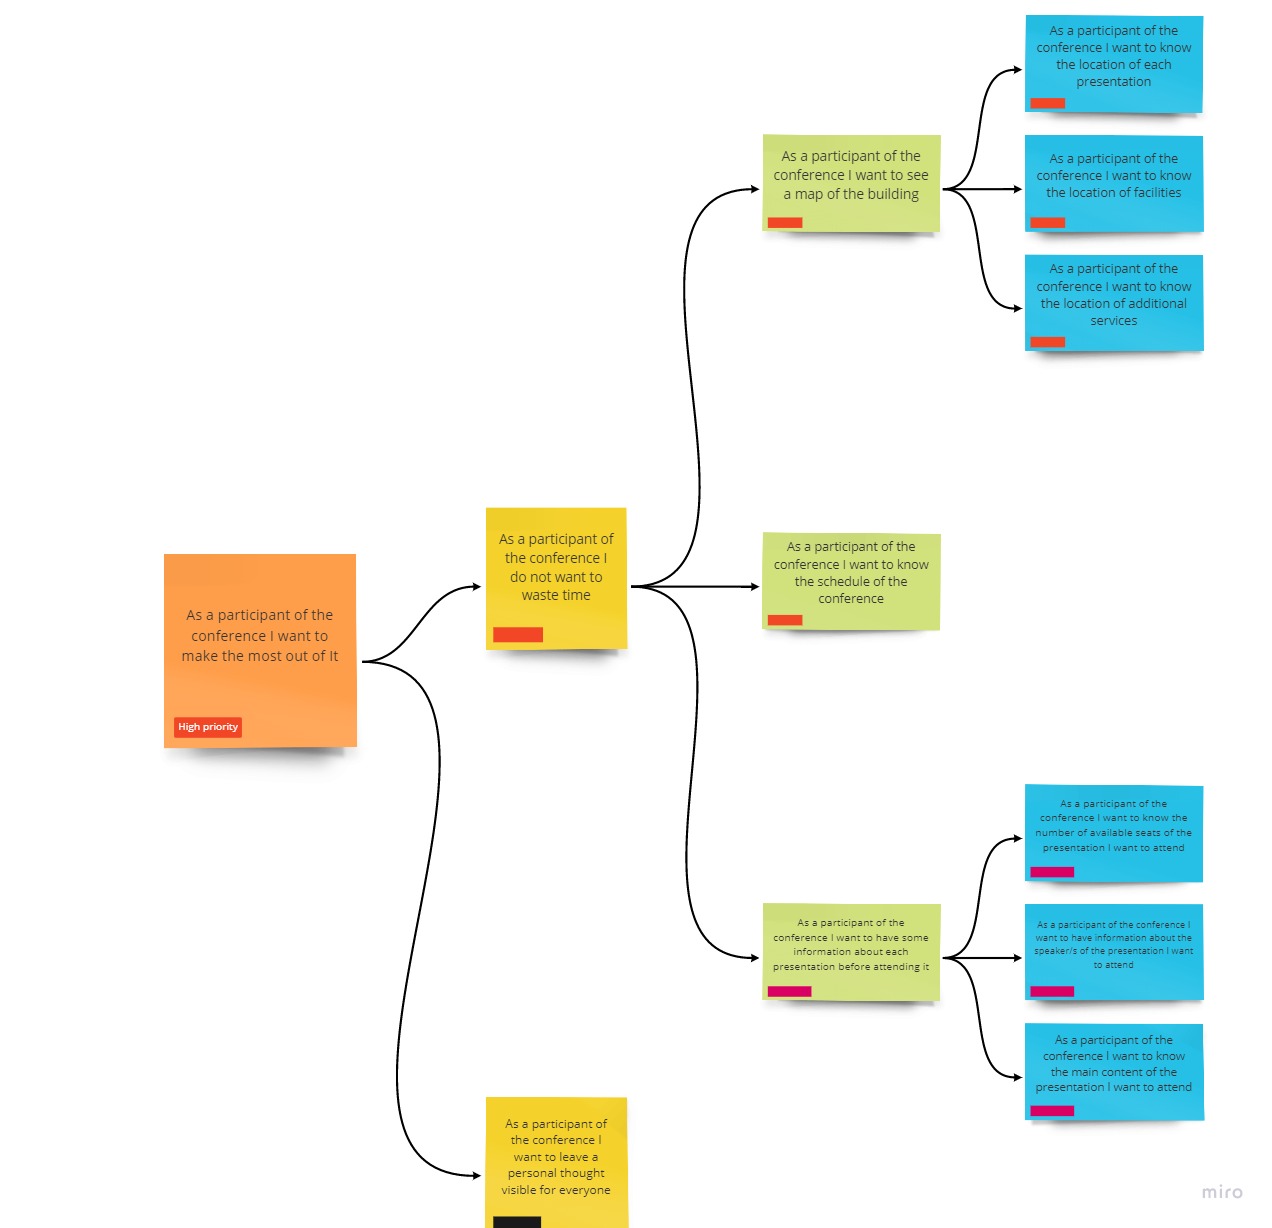 As a participant of the
conference I want to know
the location of each
presentation
As a participant of the
conference I want to see
a map of the building
As a participant of the
conference I want to know
the location of facilities
As a participant of the
conference I want to know
the location of additional
services
As a participant of
the conference I
do not want to
waste time
As a participant of the
conference I want to know
the schedule of the
conference
As a participant of the
conference I want to
make the most out of It
High priority
As a participant of the
conference I want to know the
number of available seats of the
presentation I want to attend
As a participant of the
conference I want to have some
information about each
presentation before attending it
As a participant of the conference I
want to have information about the
speaker/s of the presentation I want
to attend
As a participant of the
conference I want to know
the main content of the
presentation I want to attend
As a participant of
the conference I
want to leave a
personal thought
visible for everyone
miro